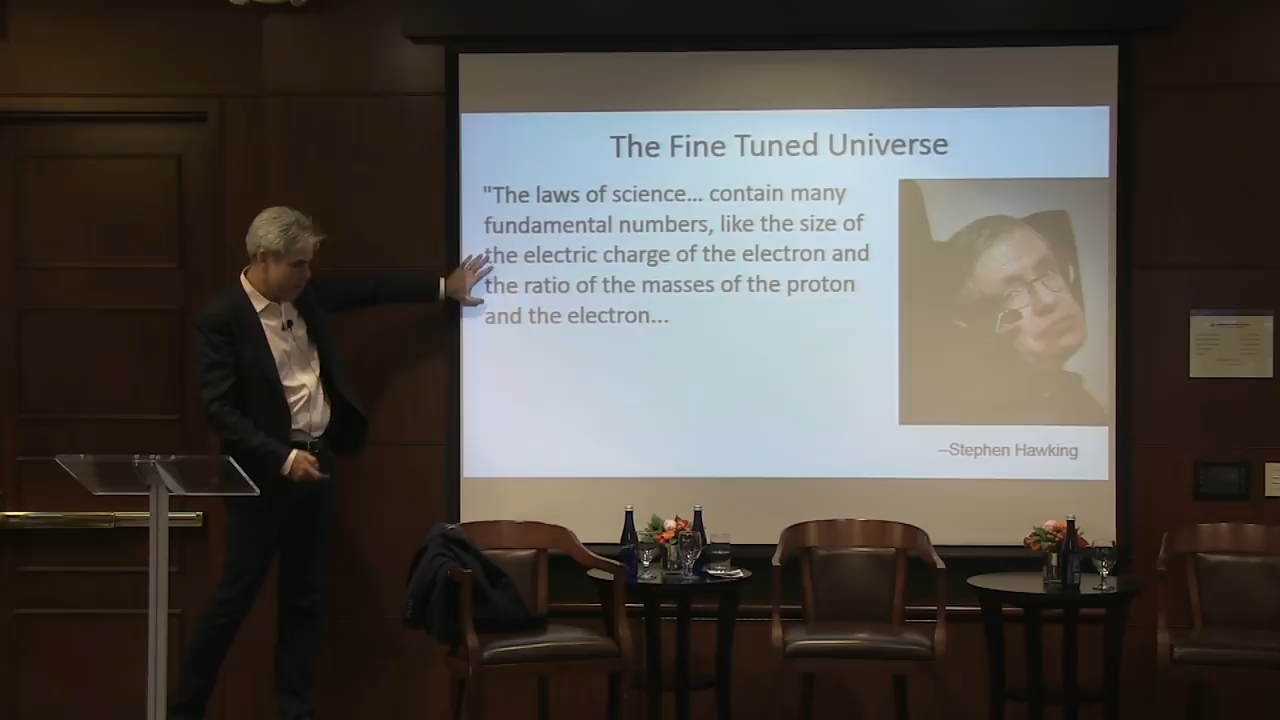 The Fine Tuned Universe
"The laws of science... contain many
fundamental numbers, like the size of
the electric charge of the electron and
the ratio of the masses of the proton
and the electron...
–Stephen Hawking